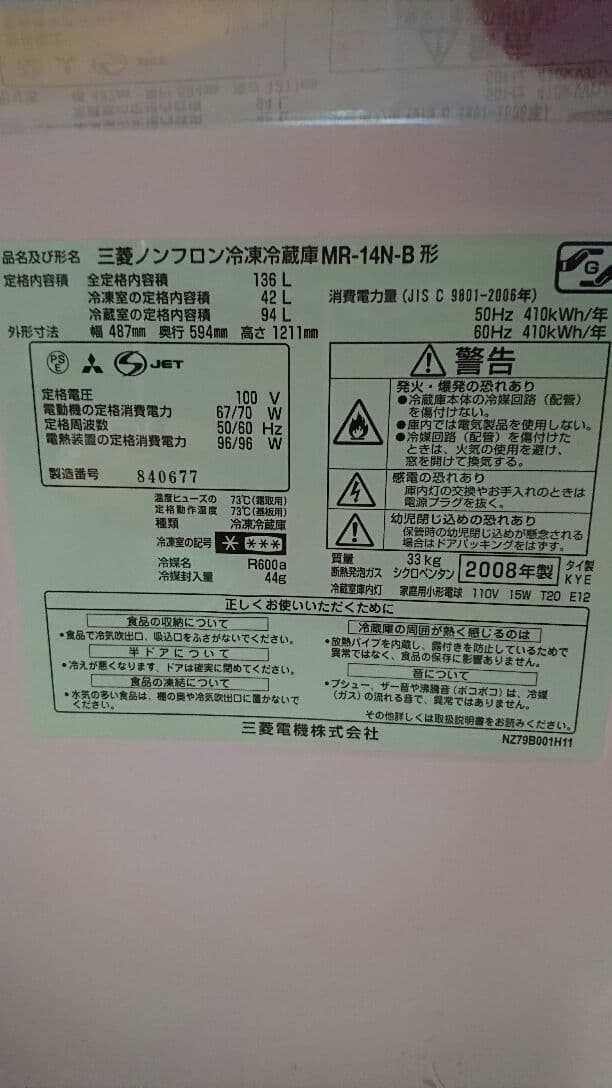 品名及び形名 三菱ノンフロン冷凍冷蔵庫MR-14N-B形
定格内容積 全定格内容積 136 L
冷凍室の定格内容積 42 L
冷蔵室の定格内容積 94 L
外形寸法 幅 487mm 奥行 594mm 高さ 1211mm
消費電力量 (JIS C 9801-2006年)
50Hz 410kWh/年
60Hz 410kWh/年
G
PSE JET
定格電圧 100 V
電動機の定格消費電力 67/70 W
定格周波数 50/60 Hz
電熱装置の定格消費電力 96/96 W
製造番号 840677
温度ヒューズの 73℃(霜取用)
定格動作温度 73℃(基板用)
種類 冷凍冷蔵庫
冷凍室の記号 * ***
冷媒名 R600a
冷媒封入量 44g
警告
発火・爆発の恐れあり
●冷蔵庫本体の冷媒回路(配管)
を傷付けない。
●庫内では電気製品を使用しない。
●冷媒回路(配管)を傷付けた
ときは、火気の使用を避け、
窓を開けて換気する。
感電の恐れあり
庫内灯の交換やお手入れのときは
電源プラグを抜く。
幼児閉じ込めの恐れあり
保管時の幼児閉じ込めが懸念される
場合はドアパッキングをはずす。
質量 33kg
断熱発泡ガス シクロペンタン
2008年製
タイ製
KYE
冷蔵室庫内灯 家庭用小形電球 110V 15W T20 E12
正しくお使いいただくために
食品の収納について
●食品で冷気吹出口、吸込口をふさがないでください。
半ドアについて
●冷えが悪くなります、ドアは確実に閉めてください。
食品の凍結について
●水気の多い食品は、棚の奥や冷気吹出口に置かないで
ください。
冷蔵庫の周囲が熱く感じるのは
●放熱パイプを内蔵し、露付きを防止しているためで
異常ではなく、食品の保存に影響ありません。
音について
●プシュー、ザー音や沸騰音(ポコポコ)は、冷媒
(ガス)の流れる音で、異常ではありません。
その他詳しくは取扱説明書をお読みください。
三菱電機株式会社
NZ79B001H11